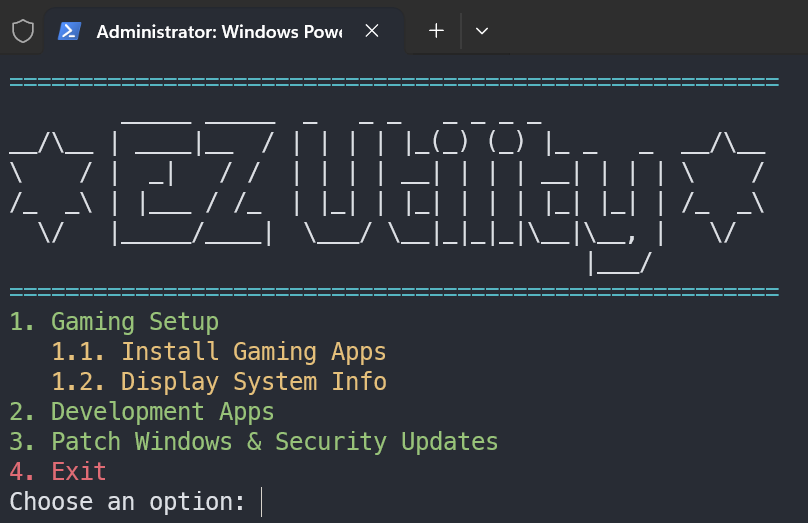 Administrator: Windows Powe
EZ Utility
1. Gaming Setup
1.1. Install Gaming Apps
1.2. Display System Info
2. Development Apps
3. Patch Windows & Security Updates
4. Exit
Choose an option: